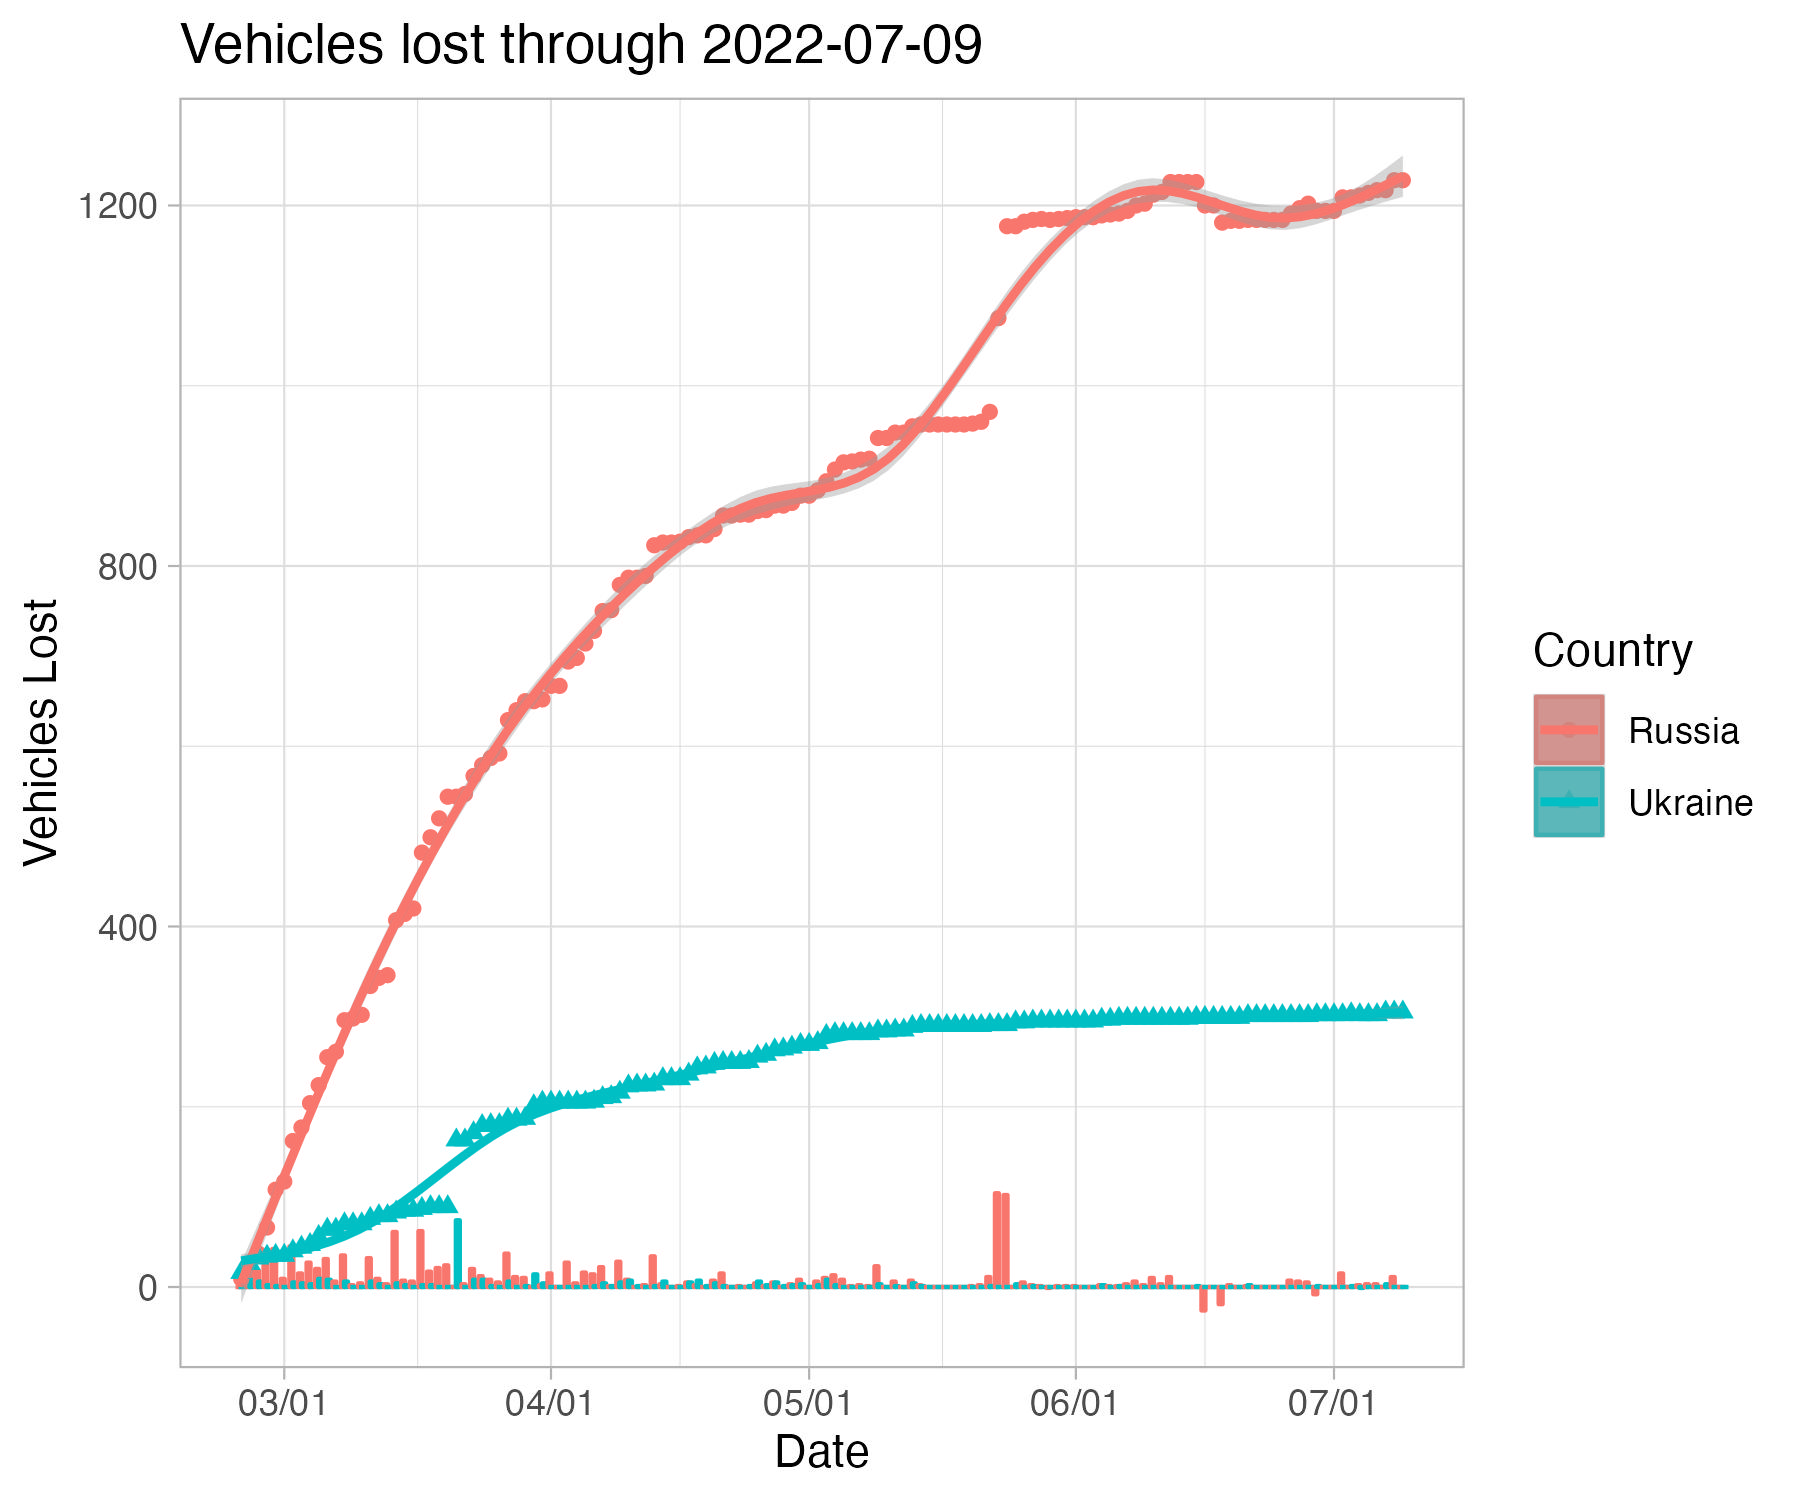 Vehicles lost through 2022-07-09
Vehicles Lost
1200
800
400
0
03/01 04/01 05/01 06/01 07/01
Date
Country
Russia
Ukraine